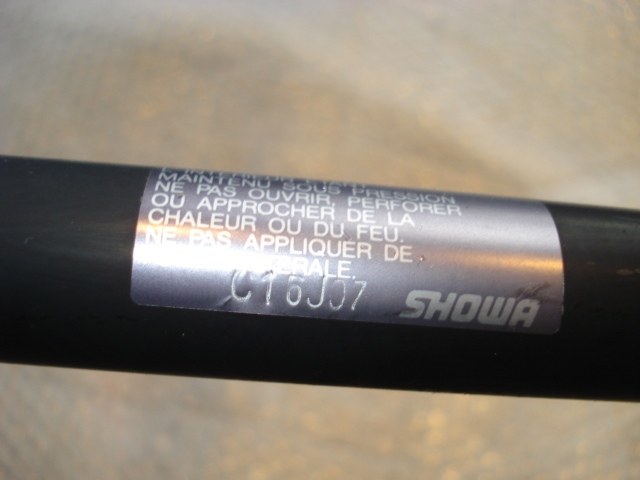 MAINTENU SOUS PRESSION
NE PAS OUVRIR, PERFORER
OU APPROCHER DE LA
CHALEUR OU DU FEU.
NE PAS APPLIQUER DE
C16J07
SHOWA